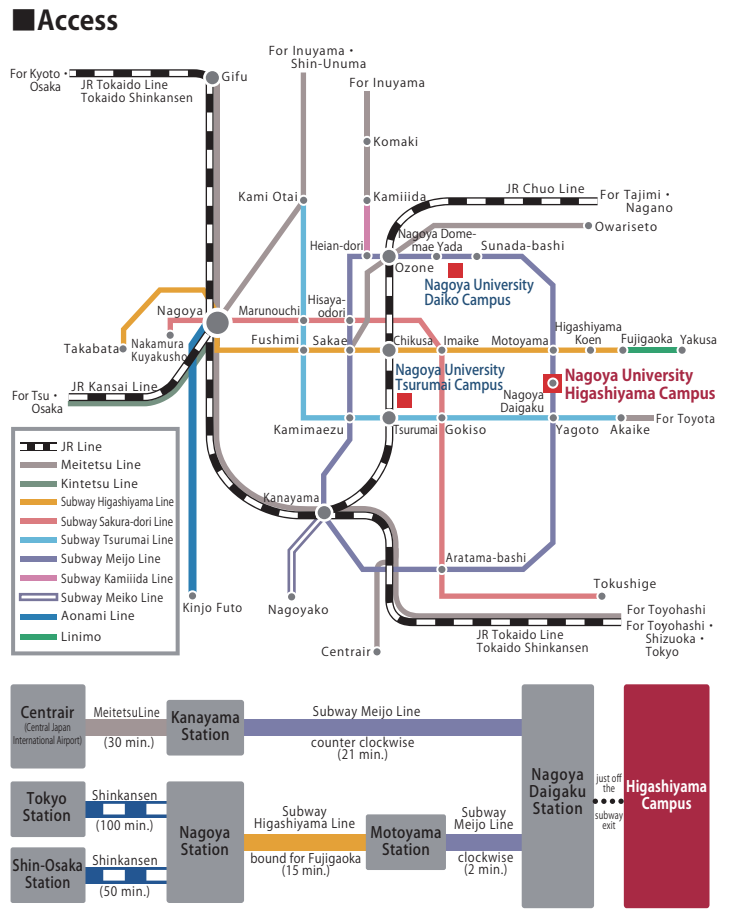 Access
For Inuyama・
Shin-Unuma
For Kyoto・
Osaka
JR Tokaido Line
Tokaido Shinkansen
Gifu
For Inuyama
Komaki
Kami Otai
Kamiiida
JR Chuo Line
For Tajimi・
Nagano
Owariseto
Nagoya Dome-
mae Yada
Heian-dori
Sunada-bashi
Ozone
Nagoya University
Daiko Campus
Hisaya-
odori
Nagoya
Marunouchi
Nakamura
Kuyakusho
Takabata
Fushimi
Sakae
Chikusa
Imaike
Motoyama
Higashiyama
Koen
Fujigaoka
Yakusa
Nagoya University
Tsurumai Campus
Nagoya University
Higashiyama Campus
Nagoya
Daigaku
JR Kansai Line
For Tsu・
Osaka
Kamimaezu
Tsurumai
Gokiso
Yagoto
Akaike
For Toyota
JR Line
Meitetsu Line
Kintetsu Line
Subway Higashiyama Line
Subway Sakura-dori Line
Subway Tsurumai Line
Subway Meijo Line
Subway Kamiiida Line
Subway Meiko Line
Aonami Line
Linimo
Kanayama
Aratama-bashi
Kinjo Futo
Nagoyako
Tokushige
Centrair
For Toyohashi
For Toyohashi・
Shizuoka・
Tokyo
JR Tokaido Line
Tokaido Shinkansen
Centrair
(Central Japan
International Airport)
MeitetsuLine
(30 min.)
Kanayama
Station
Subway Meijo Line
counter clockwise
(21 min.)
Tokyo
Station
Shinkansen
(100 min.)
Shin-Osaka
Station
Shinkansen
(50 min.)
Nagoya
Station
Subway
Higashiyama Line
bound for Fujigaoka
(15 min.)
Motoyama
Station
Subway
Meijo Line
clockwise
(2 min.)
Nagoya
Daigaku
Station
just off
the
subway
exit
Higashiyama
Campus